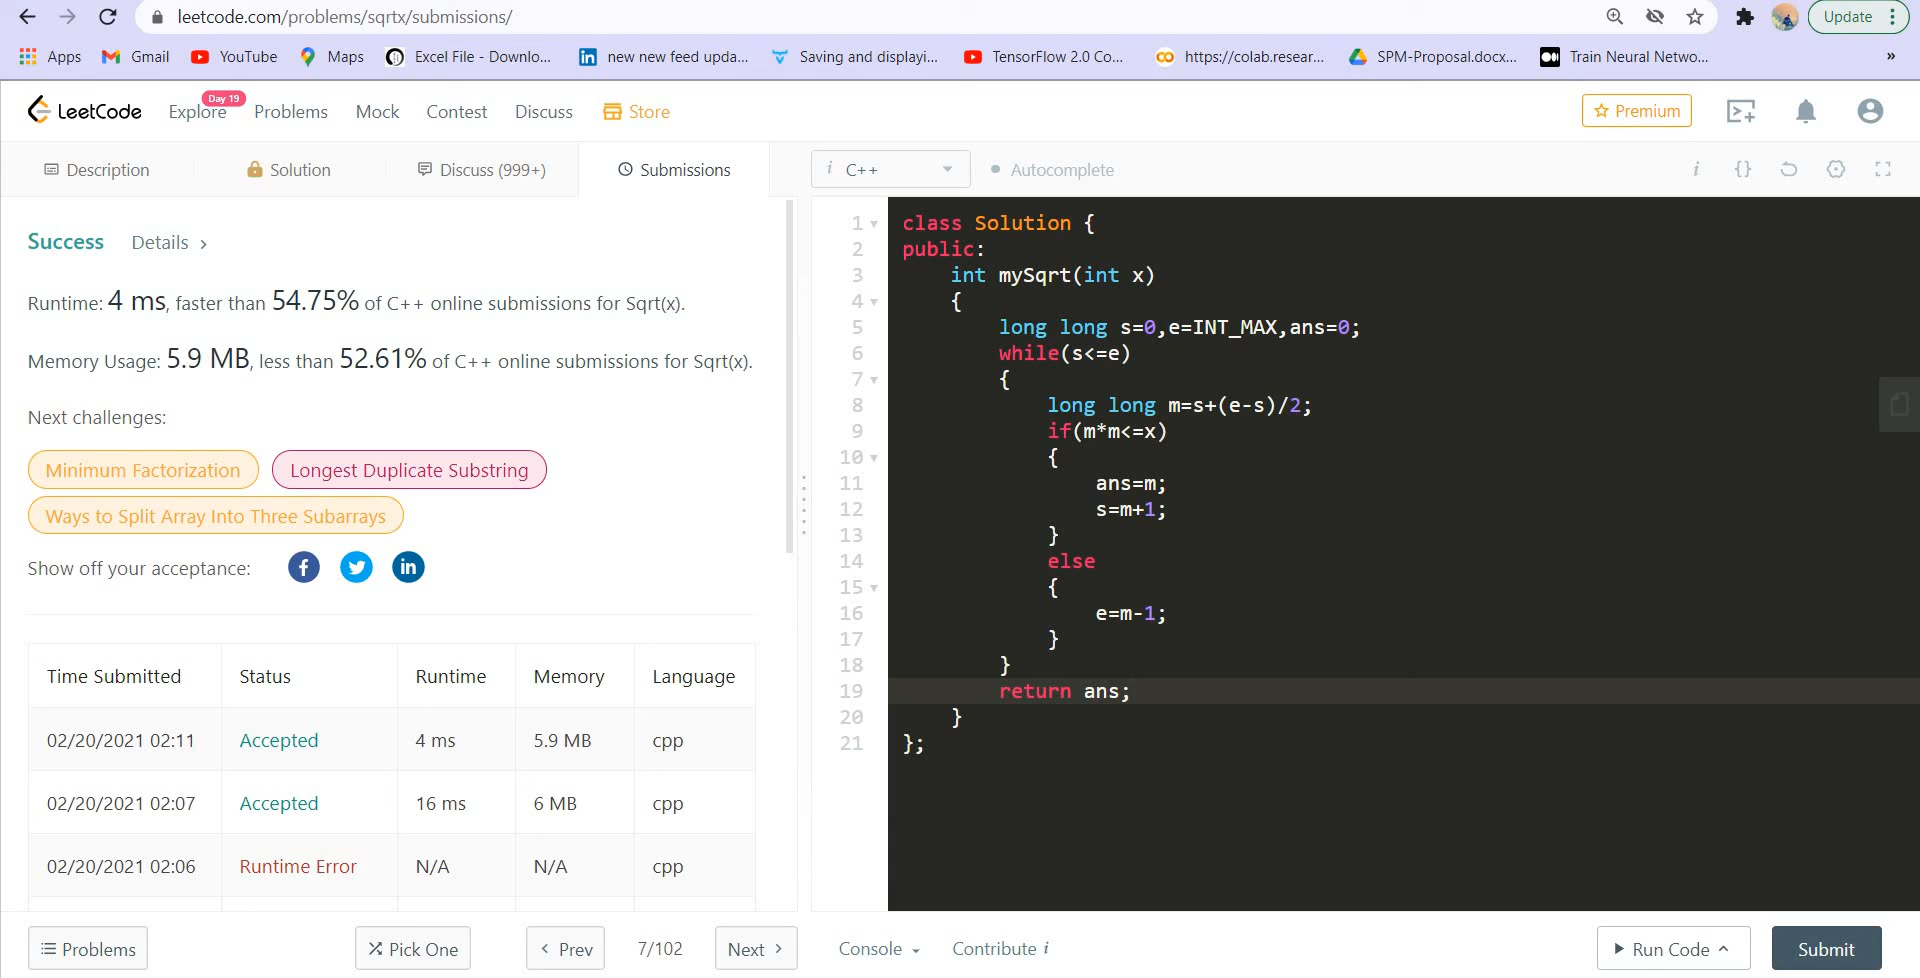 leetcode.com/problems/sqrtx/submissions/
Update
Apps
Gmail
YouTube
Maps
Excel File - Downlo...
new new feed upda...
Saving and displayi...
TensorFlow 2.0 Co...
https://colab.resear...
SPM-Proposal.docx...
Train Neural Netwo...
»
LeetCode
Explore
Day 19
Problems
Mock
Contest
Discuss
Store
Premium
Description
Solution
Discuss (999+)
Submissions
i C++
Autocomplete
i {}
Success Details >
Runtime: 4 ms, faster than 54.75% of C++ online submissions for Sqrt(x).
Memory Usage: 5.9 MB, less than 52.61% of C++ online submissions for Sqrt(x).
Next challenges:
Minimum Factorization
Longest Duplicate Substring
Ways to Split Array Into Three Subarrays
Show off your acceptance:
Time Submitted Status Runtime Memory Language
02/20/2021 02:11 Accepted 4 ms 5.9 MB cpp
02/20/2021 02:07 Accepted 16 ms 6 MB cpp
02/20/2021 02:06 Runtime Error N/A N/A cpp
1 class Solution {
2 public:
3 int mySqrt(int x)
4 {
5 long long s=0,e=INT_MAX,ans=0;
6 while(s<=e)
7 {
8 long long m=s+(e-s)/2;
9 if(m*m<=x)
10 {
11 ans=m;
12 s=m+1;
13 }
14 else
15 {
16 e=m-1;
17 }
18 }
19 return ans;
20 }
21 };
Problems
Pick One
< Prev
7/102
Next >
Console
Contribute i
Run Code
Submit